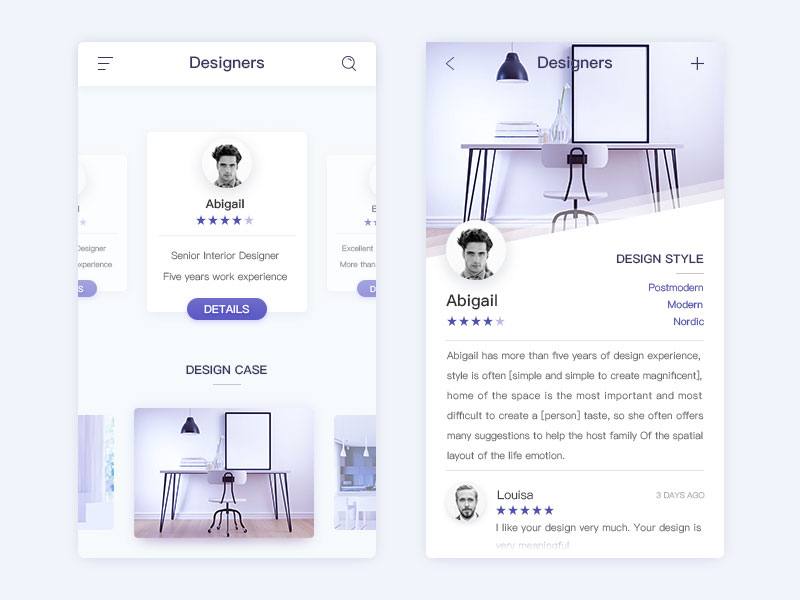 Designers
Abigail
Senior Interior Designer
Five years work experience
DETAILS
Designer
xperience
S
Excellent
More than
D
DESIGN CASE
Designers
Abigail
DESIGN STYLE
Postmodern
Modern
Nordic
Abigail has more than five years of design experience,
style is often [simple and simple to create magnificent],
home of the space is the most important and most
difficult to create a [person] taste, so she often offers
many suggestions to help the host family Of the spatial
layout of the life emotion.
Louisa
3 DAYS AGO
I like your design very much. Your design is
very meaningful